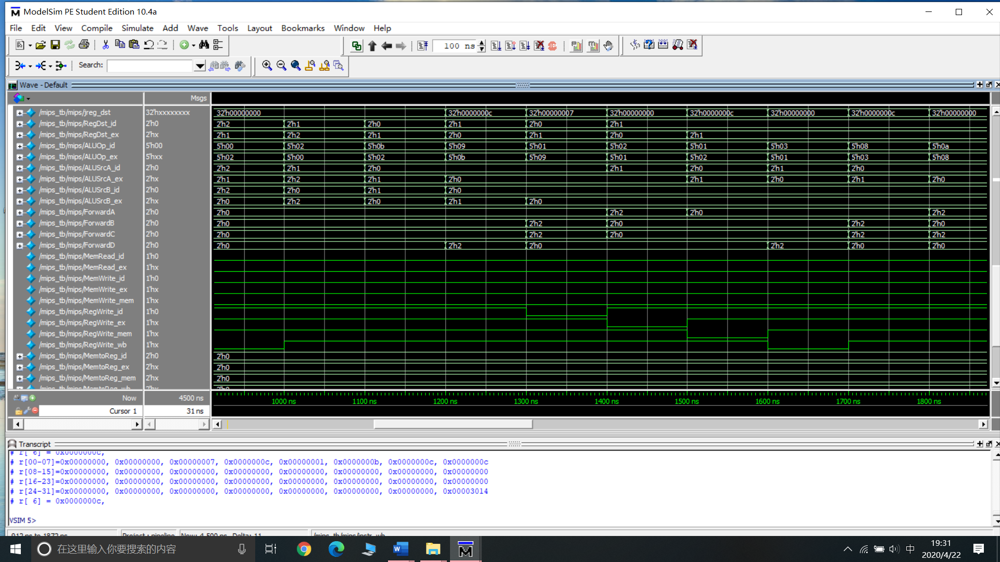 ModelSim PE Student Edition 10.4a
File Edit View Compile Simulate Add Wave Tools Layout Bookmarks Window Help
100 ns
Search:
Wave - Default
Msgs
/mips_tb/mips/jreg_dst 32'hxxxxxxxx 32'h00000000 32'h0000000c 32'h00000007 32'h00000000 32'h0000000c 32'h00000000 32'h0000000c 32'h00000000
/mips_tb/mips/RegDst_id 2'h0 2'h2 2'h1 2'h0 2'h1 2'h0 2'h1
/mips_tb/mips/RegDst_ex 2'hx 2'h1 2'h2 2'h1 2'h0 2'h1 2'h0 2'h1
/mips_tb/mips/ALUOp_id 5'h00 5'h00 5'h02 5'h0b 5'h09 5'h01 5'h02 5'h01 5'h03 5'h08 5'h0a
/mips_tb/mips/ALUOp_ex 5'hxx 5'h02 5'h00 5'h02 5'h0b 5'h09 5'h01 5'h02 5'h01 5'h03 5'h08
/mips_tb/mips/ALUSrcA_id 2'h0 2'h2 2'h1 2'h0 2'h1 2'h0 2'h1 2'h0
/mips_tb/mips/ALUSrcA_ex 2'hx 2'h1 2'h2 2'h1 2'h0 2'h1 2'h0 2'h1 2'h0
/mips_tb/mips/ALUSrcB_id 2'h0 2'h2 2'h0 2'h1 2'h0
/mips_tb/mips/ALUSrcB_ex 2'hx 2'h0 2'h2 2'h0 2'h1 2'h0
/mips_tb/mips/ForwardA 2'h0 2'h0 2'h2 2'h0 2'h2
/mips_tb/mips/ForwardB 2'h0 2'h0 2'h2 2'h0 2'h2 2'h0
/mips_tb/mips/ForwardC 2'h0 2'h0 2'h2 2'h0 2'h2 2'h2
/mips_tb/mips/ForwardD 2'h0 2'h0 2'h2 2'h0 2'h2 2'h0 2'h0
/mips_tb/mips/MemRead_id 1'h0
/mips_tb/mips/MemRead_ex 1'hx
/mips_tb/mips/MemWrite_id 1'h0
/mips_tb/mips/MemWrite_ex 1'hx
/mips_tb/mips/MemWrite_mem 1'hx
/mips_tb/mips/RegWrite_id 1'h0
/mips_tb/mips/RegWrite_ex 1'hx
/mips_tb/mips/RegWrite_mem 1'hx
/mips_tb/mips/RegWrite_wb 1'hx
/mips_tb/mips/MemtoReg_id 2'h0 2'h0
/mips_tb/mips/MemtoReg_ex 2'hx 2'h0
/mips_tb/mips/MemtoReg_mem 2'hx 2'h0
/mips_tb/mips/MemtoReg_wb 2'hx 2'h0
Now 4500 ns 1000 ns 1100 ns 1200 ns 1300 ns 1400 ns 1500 ns 1600 ns 1700 ns 1800 ns
Cursor 1 31 ns
Transcript
# r[ 6] = 0x0000000c,
# r[00-07]=0x00000000, 0x00000000, 0x00000007, 0x0000000c, 0x00000001, 0x0000000b, 0x0000000c, 0x0000000c
# r[08-15]=0x00000000, 0x00000000, 0x00000000, 0x00000000, 0x00000000, 0x00000000, 0x00000000, 0x00000000
# r[16-23]=0x00000000, 0x00000000, 0x00000000, 0x00000000, 0x00000000, 0x00000000, 0x00000000, 0x00000000
# r[24-31]=0x00000000, 0x00000000, 0x00000000, 0x00000000, 0x00000000, 0x00000000, 0x00000000, 0x00003014
# r[ 6] = 0x0000000c,
VSIM 5>
912 ns to 1872 ns Project : pipeline Now: 4,500 ns Delta: 11 /mips_tb/mips/instr_wb
在这里输入你要搜索的内容
中
19:31
2020/4/22